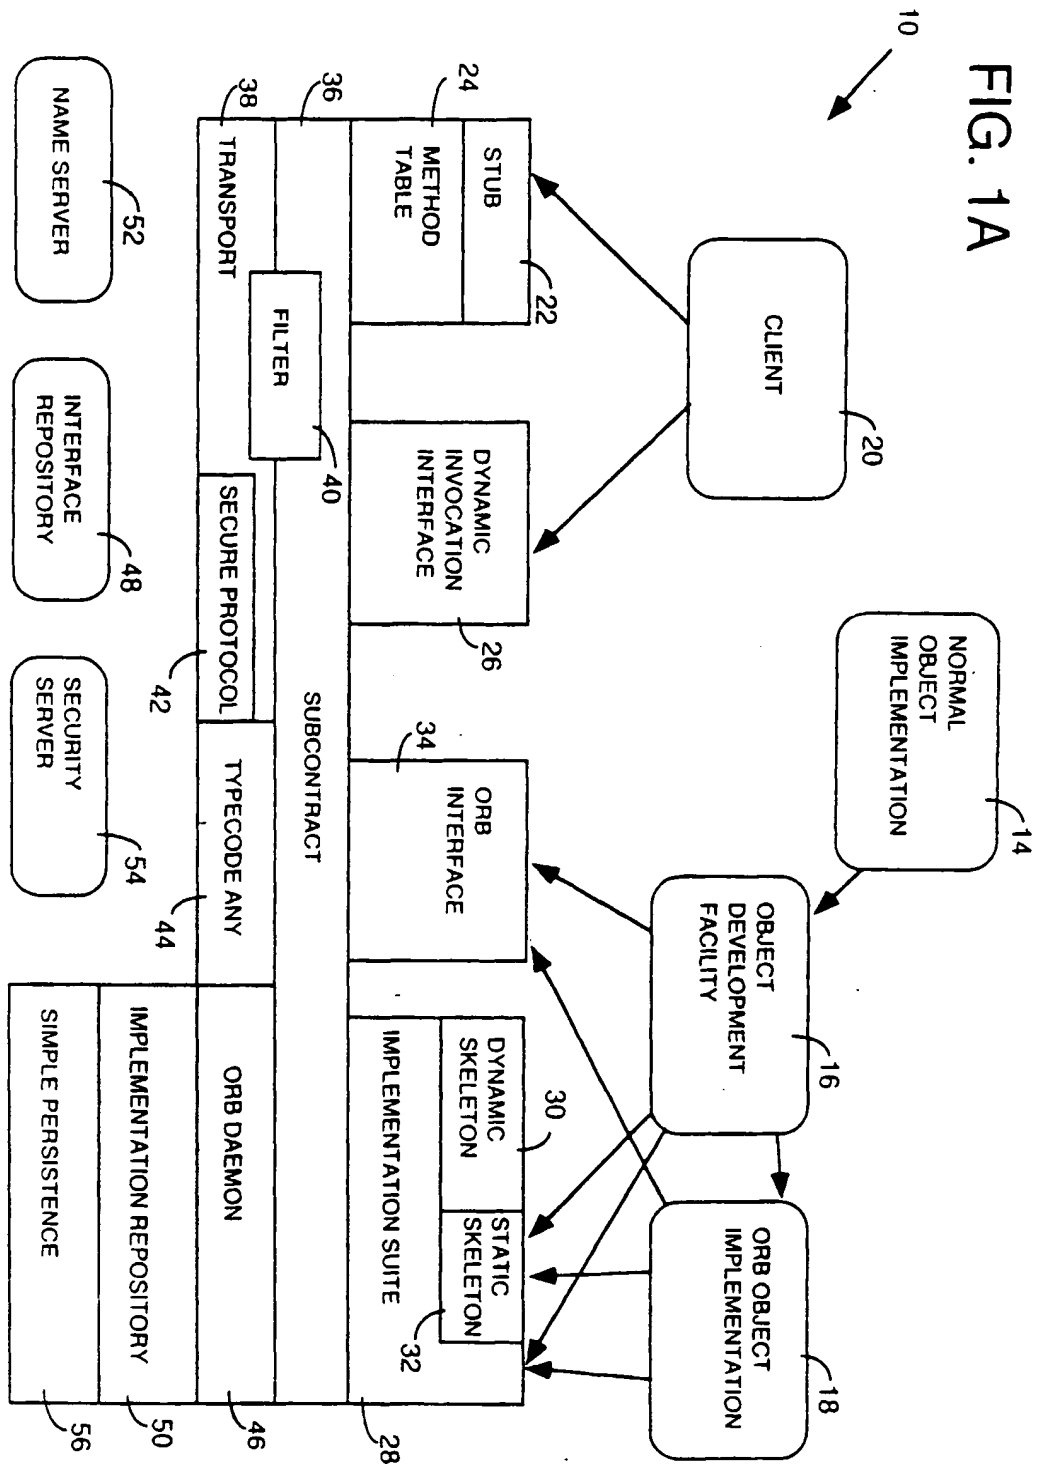 FIG. 1A
10
CLIENT
20
NORMAL
OBJECT
IMPLEMENTATION
14
OBJECT
DEVELOPMENT
FACILITY
16
ORB OBJECT
IMPLEMENTATION
18
STUB
22
METHOD
TABLE
24
DYNAMIC
INVOCATION
INTERFACE
26
ORB
INTERFACE
34
DYNAMIC
SKELETON
30
STATIC
SKELETON
32
IMPLEMENTATION SUITE
28
36
SUBCONTRACT
FILTER
40
38
TRANSPORT
SECURE PROTOCOL
42
TYPECODE ANY
44
ORB DAEMON
46
IMPLEMENTATION REPOSITORY
50
SIMPLE PERSISTENCE
56
NAME SERVER
52
INTERFACE
REPOSITORY
48
SECURITY
SERVER
54